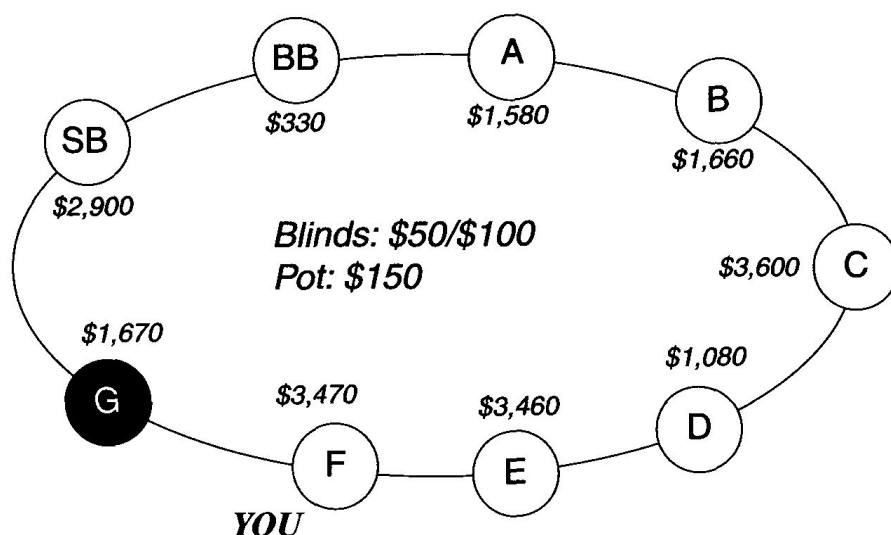 BB
A
$330
$1,580
B
$1,660
SB
$2,900
Blinds: $50/$100
Pot: $150
C
$3,600
$1,670
G
$3,470
F
YOU
$3,460
E
$1,080
D